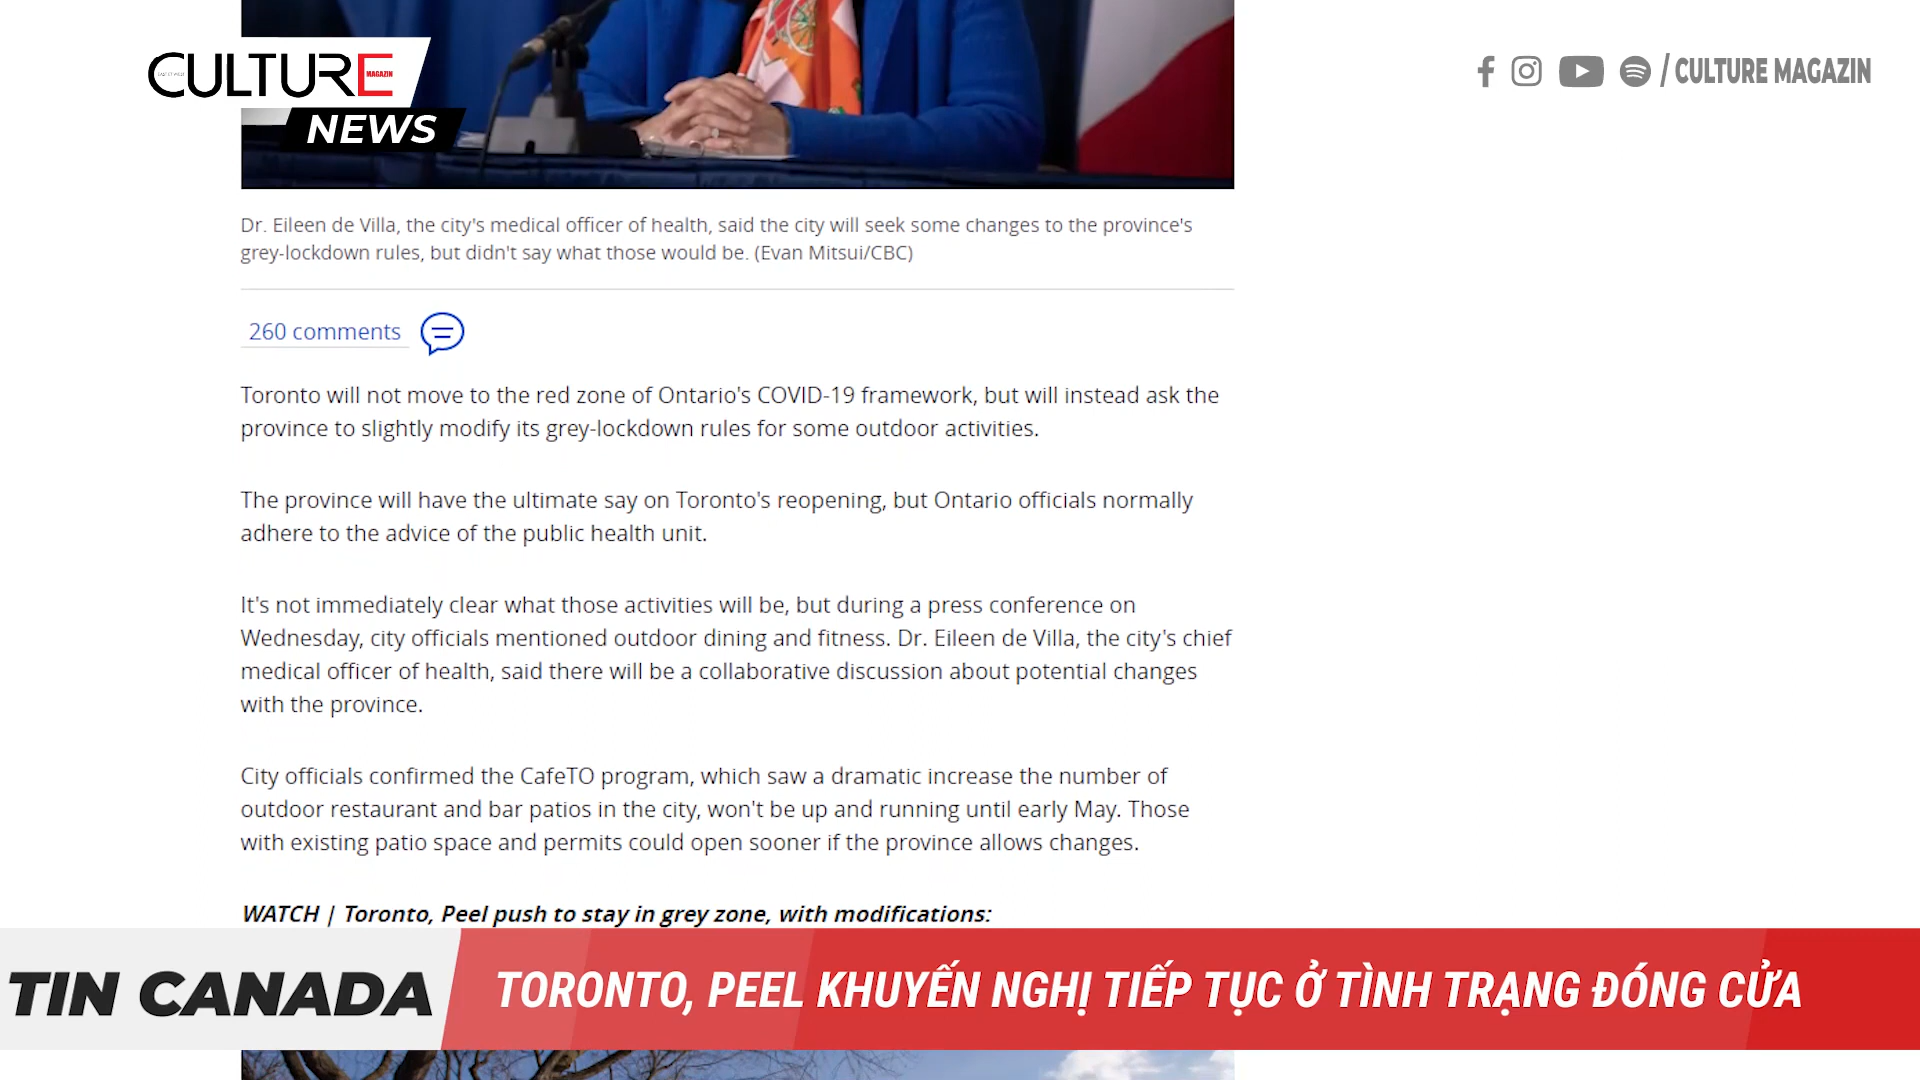 CULTURE
MAGAZIN
NEWS
/ CULTURE MAGAZIN
Dr. Eileen de Villa, the city's medical officer of health, said the city will seek some changes to the province's
grey-lockdown rules, but didn't say what those would be. (Evan Mitsui/CBC)
260 comments
Toronto will not move to the red zone of Ontario's COVID-19 framework, but will instead ask the
province to slightly modify its grey-lockdown rules for some outdoor activities.
The province will have the ultimate say on Toronto's reopening, but Ontario officials normally
adhere to the advice of the public health unit.
It's not immediately clear what those activities will be, but during a press conference on
Wednesday, city officials mentioned outdoor dining and fitness. Dr. Eileen de Villa, the city's chief
medical officer of health, said there will be a collaborative discussion about potential changes
with the province.
City officials confirmed the CafeTO program, which saw a dramatic increase the number of
outdoor restaurant and bar patios in the city, won't be up and running until early May. Those
with existing patio space and permits could open sooner if the province allows changes.
WATCH | Toronto, Peel push to stay in grey zone, with modifications:
TIN CANADA
TORONTO, PEEL KHUYẾN NGHỊ TIẾP TỤC Ở TÌNH TRẠNG ĐÓNG CỬA